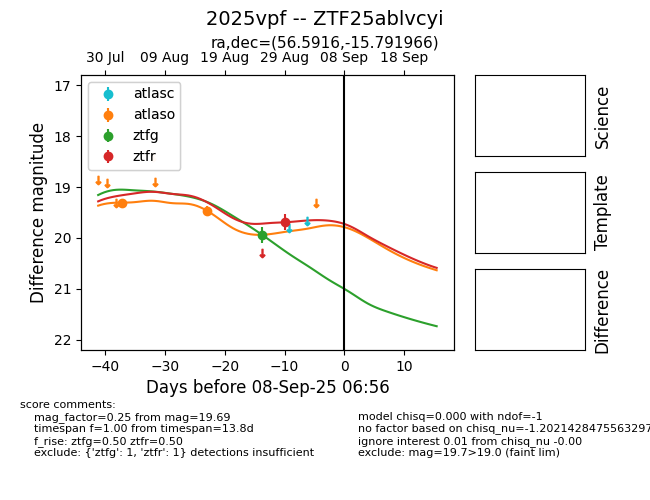 2025vpf -- ZTF25ablvcyi
ra,dec=(56.5916,-15.791966)
30 Jul 09 Aug 19 Aug 29 Aug 08 Sep 18 Sep
atlasc
atlaso
ztfg
ztfr
17
18
19
20
21
22
Difference magnitude
−40 −30 −20 −10 0 10
Days before 08-Sep-25 06:56
Science
Template
Difference
score comments:
mag_factor=0.25 from mag=19.69
timespan f=1.00 from timespan=13.8d
f_rise: ztfg=0.50 ztfr=0.50
exclude: {'ztfg': 1, 'ztfr': 1} detections insufficient
model chisq=0.000 with ndof=-1
no factor based on chisq_nu=-1.2021428475563297
ignore interest 0.01 from chisq_nu -0.00
exclude: mag=19.7>19.0 (faint lim)